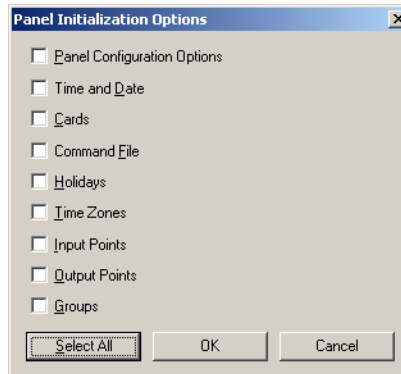 Panel Initialization Options
Panel Configuration Options
Time and Date
Cards
Command File
Holidays
Time Zones
Input Points
Output Points
Groups
Select All OK Cancel